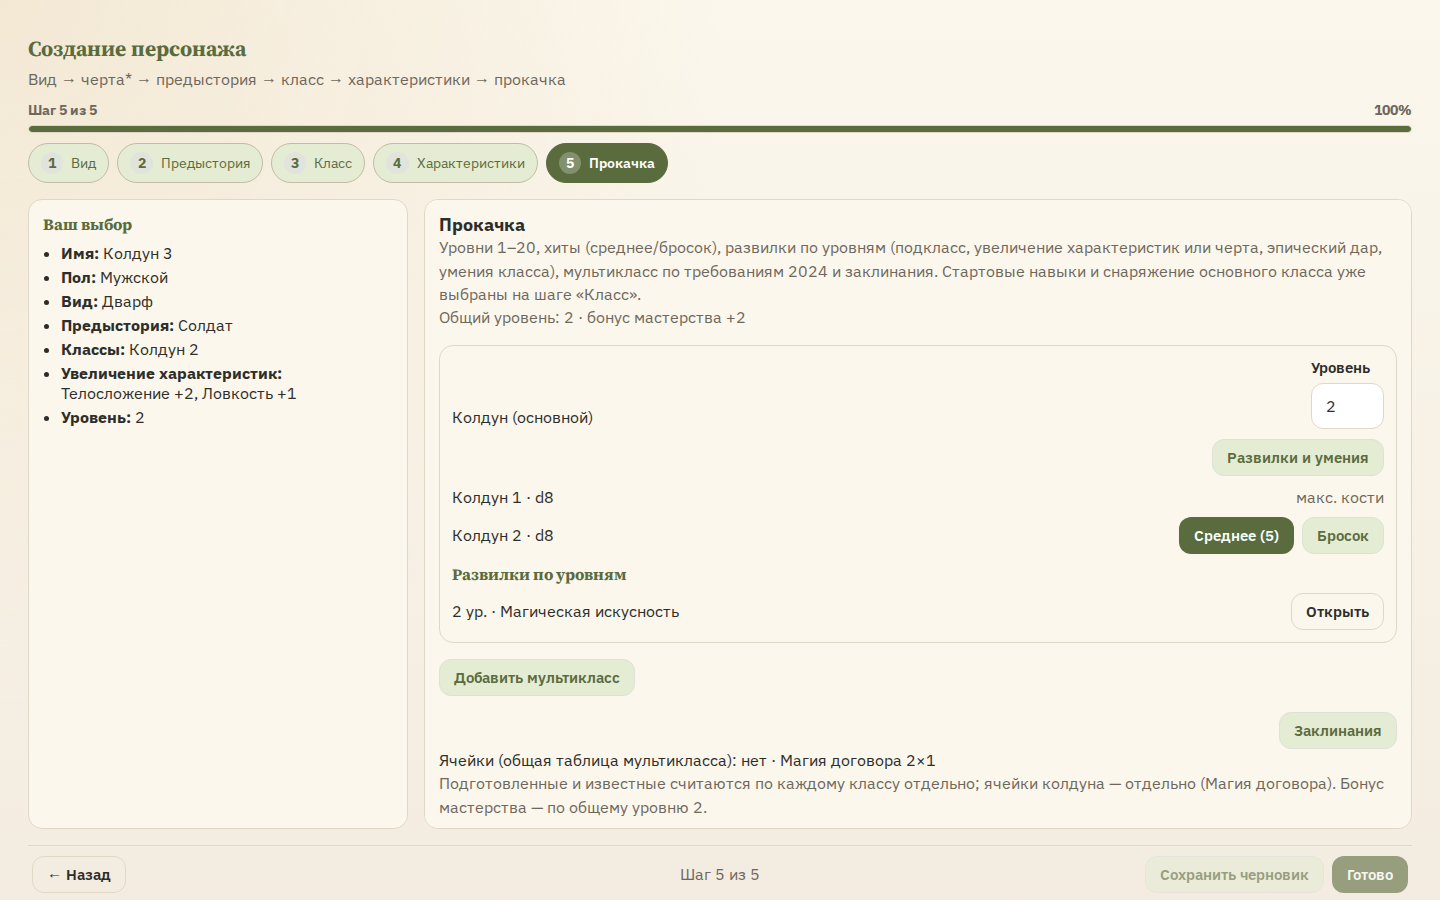 Создание персонажа
Вид → черта* → предыстория → класс → характеристики → прокачка
Шаг 5 из 5
100%
1 Вид
2 Предыстория
3 Класс
4 Характеристики
5 Прокачка
Ваш выбор
• Имя: Колдун 3
• Пол: Мужской
• Вид: Дварф
• Предыстория: Солдат
• Классы: Колдун 2
• Увеличение характеристик:
Телосложение +2, Ловкость +1
• Уровень: 2
Прокачка
Уровни 1–20, хиты (среднее/бросок), развилки по уровням (подкласс, увеличение характеристик или черта, эпический дар,
умения класса), мультикласс по требованиям 2024 и заклинания. Стартовые навыки и снаряжение основного класса уже
выбраны на шаге «Класс».
Общий уровень: 2 · бонус мастерства +2
Уровень
Колдун (основной)
2
Развилки и умения
Колдун 1 · d8
макс. кости
Колдун 2 · d8
Среднее (5)
Бросок
Развилки по уровням
2 ур. · Магическая искусность
Открыть
Добавить мультикласс
Заклинания
Ячейки (общая таблица мультикласса): нет · Магия договора 2×1
Подготовленные и известные считаются по каждому классу отдельно; ячейки колдуна — отдельно (Магия договора). Бонус
мастерства — по общему уровню 2.
← Назад
Шаг 5 из 5
Сохранить черновик
Готово